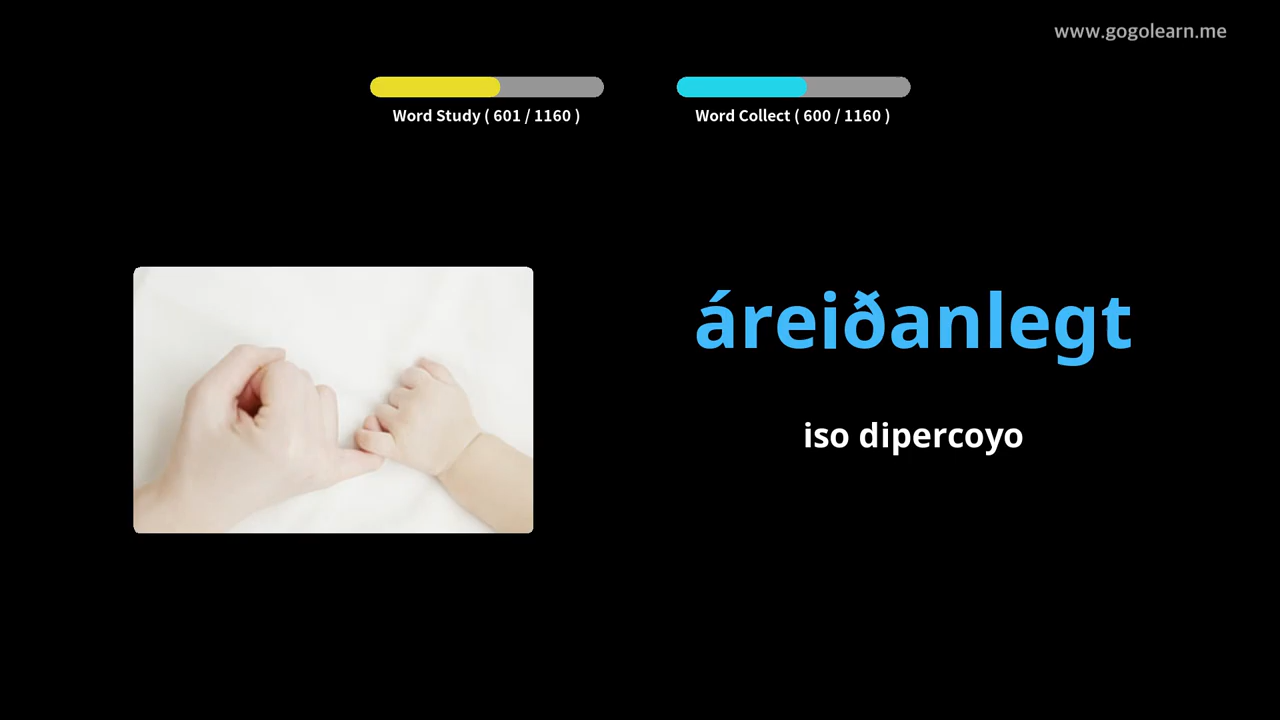 www.gogolearn.me
Word Study ( 601 / 1160 )
Word Collect ( 600 / 1160 )
áreiðanlegt
iso dipercoyo